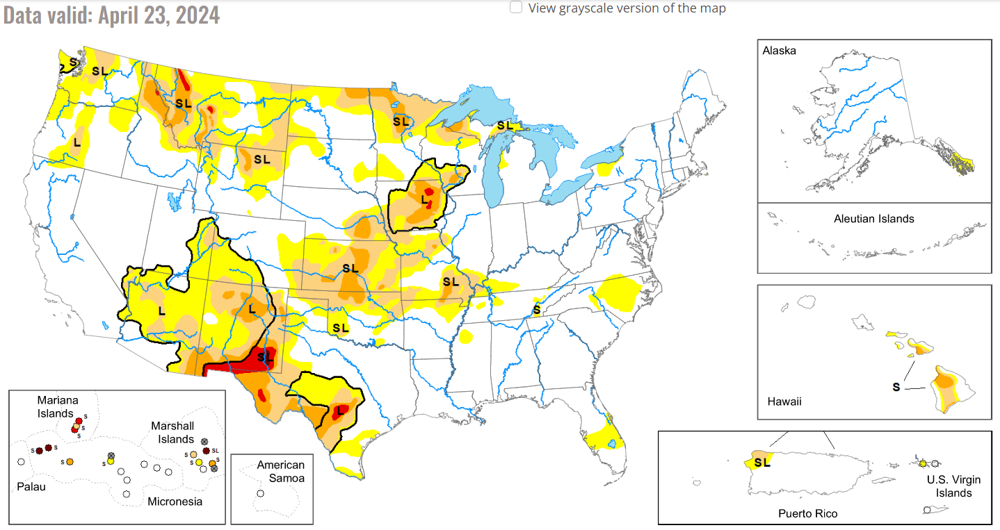 Data valid: April 23, 2024
View grayscale version of the map
Alaska
Aleutian Islands
Hawaii
S
S
SL
SL
L
SL
SL
SL
L
SL
SL
S
L
L
SL
SL
L
Mariana
Islands
S
S
S
S
S
S
S
Palau
Marshall
Islands
SL
S
S
S
Micronesia
American
Samoa
SL
L
U.S. Virgin
Islands
Puerto Rico